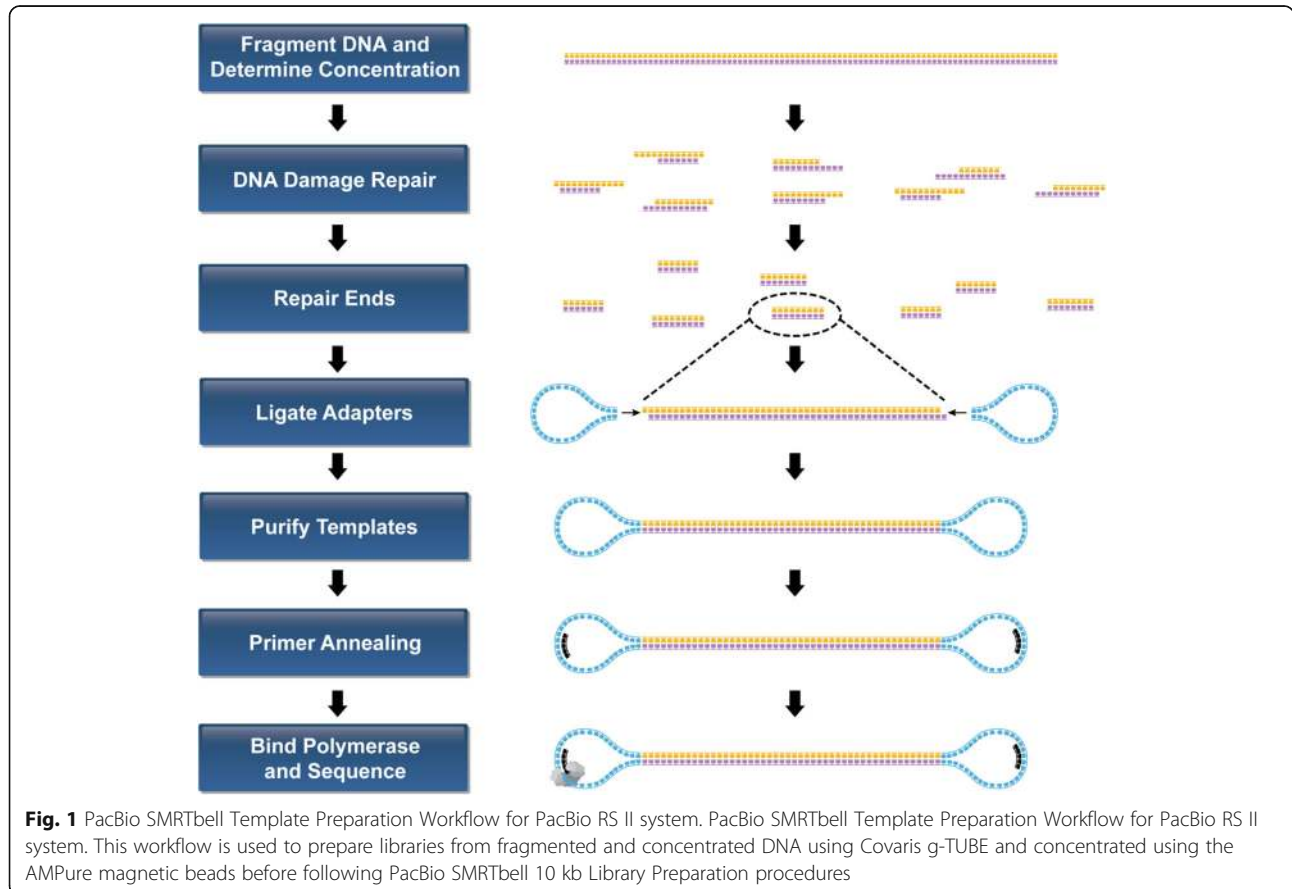 Fragment DNA and
Determine Concentration
DNA Damage Repair
Repair Ends
Ligate Adapters
Purify Templates
Primer Annealing
Bind Polymerase
and Sequence
Fig. 1 PacBio SMRTbell Template Preparation Workflow for PacBio RS II system. PacBio SMRTbell Template Preparation Workflow for PacBio RS II
system. This workflow is used to prepare libraries from fragmented and concentrated DNA using Covaris g-TUBE and concentrated using the
AMPure magnetic beads before following PacBio SMRTbell 10 kb Library Preparation procedures